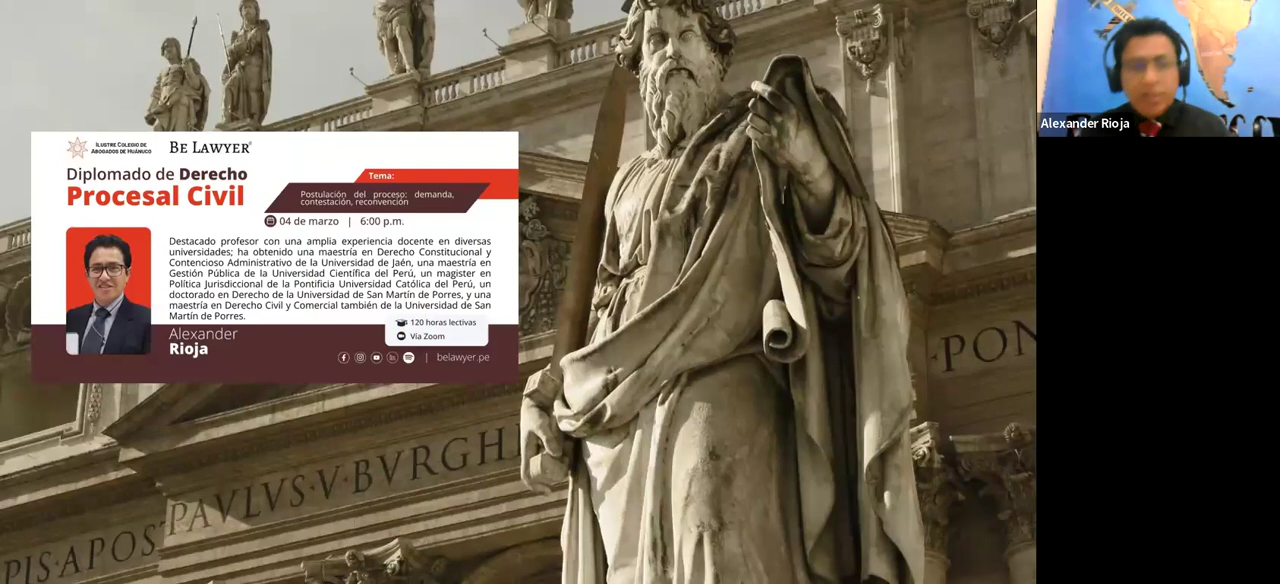 ILUSTRE COLEGIO DE
ABOGADOS DE HUÁNUCO
BE LAWYER
Diplomado de Derecho
Procesal Civil
Tema:
Postulación del proceso: demanda,
contestación, reconvención
04 de marzo | 6:00 p.m.
Destacado profesor con una amplia experiencia docente en diversas
universidades; ha obtenido una maestría en Derecho Constitucional y
Contencioso Administrativo de la Universidad de Jaén, una maestría en
Gestión Pública de la Universidad Científica del Perú, un magister en
Política Jurisdiccional de la Pontificia Universidad Católica del Perú, un
doctorado en Derecho de la Universidad de San Martín de Porres, y una
maestría en Derecho Civil y Comercial también de la Universidad de San
Martín de Porres.
Alexander
Rioja
120 horas lectivas
Vía Zoom
| belawyer.pe
PIS·APOST
PAVLVS·V·BVRGHE
·PON
Alexander Rioja